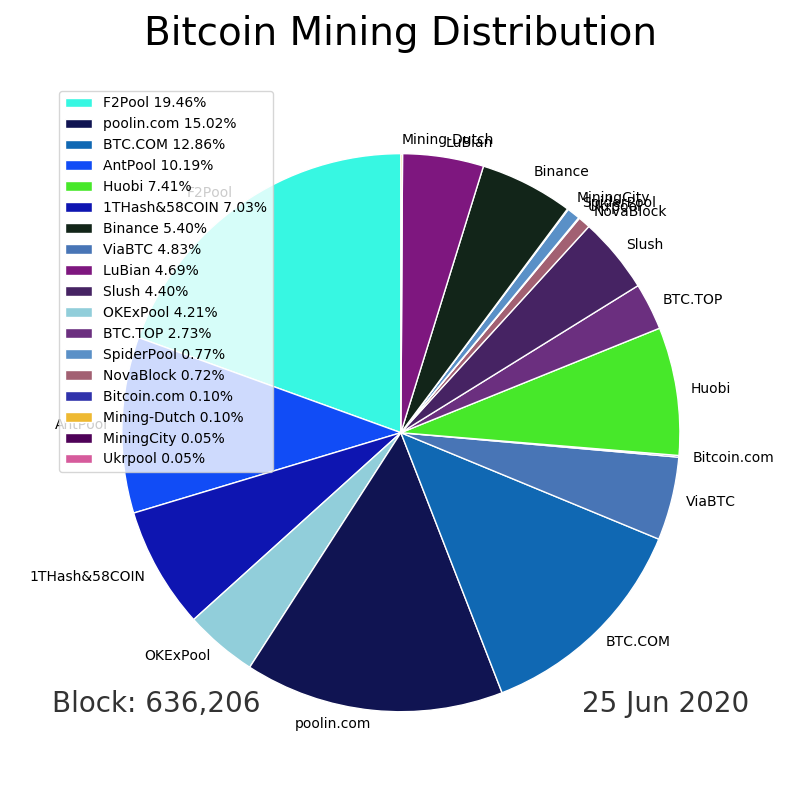 Bitcoin Mining Distribution
F2Pool 19.46%
poolin.com 15.02%
BTC.COM 12.86%
AntPool 10.19%
Huobi 7.41%
1THash&58COIN 7.03%
Binance 5.40%
ViaBTC 4.83%
LuBian 4.69%
Slush 4.40%
OKExPool 4.21%
BTC.TOP 2.73%
SpiderPool 0.77%
NovaBlock 0.72%
Bitcoin.com 0.10%
Mining-Dutch 0.10%
MiningCity 0.05%
Ukrpool 0.05%
Mining-Dutch
LuBian
Binance
MiningCity
SpiderPool
Ukrpool
NovaBlock
Slush
BTC.TOP
Huobi
Bitcoin.com
ViaBTC
BTC.COM
poolin.com
OKExPool
1THash&58COIN
AntPool
F2Pool
Block: 636,206
25 Jun 2020